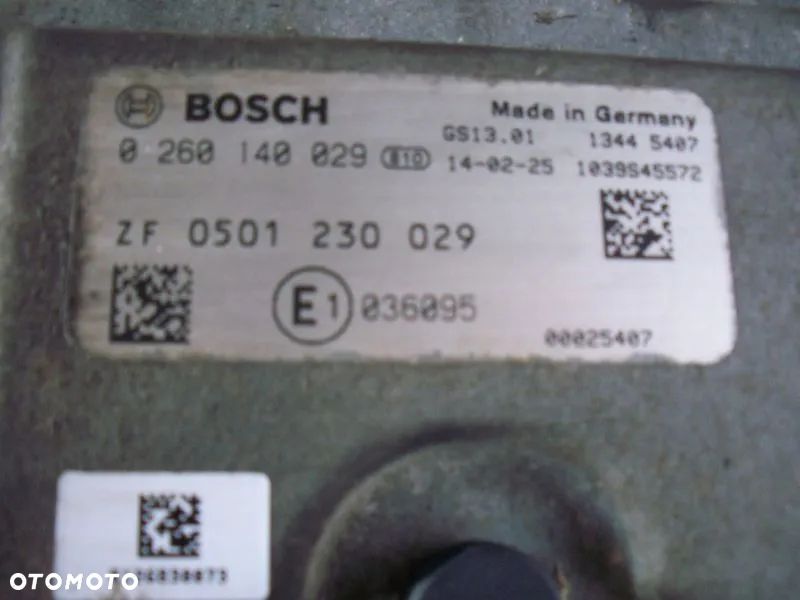 BOSCH
Made in Germany
GS13.01 1344 5407
0 260 140 029 810 14-02-25 1039S45572
ZF 0501 230 029
E1 036095
00025407
OTOMOTO